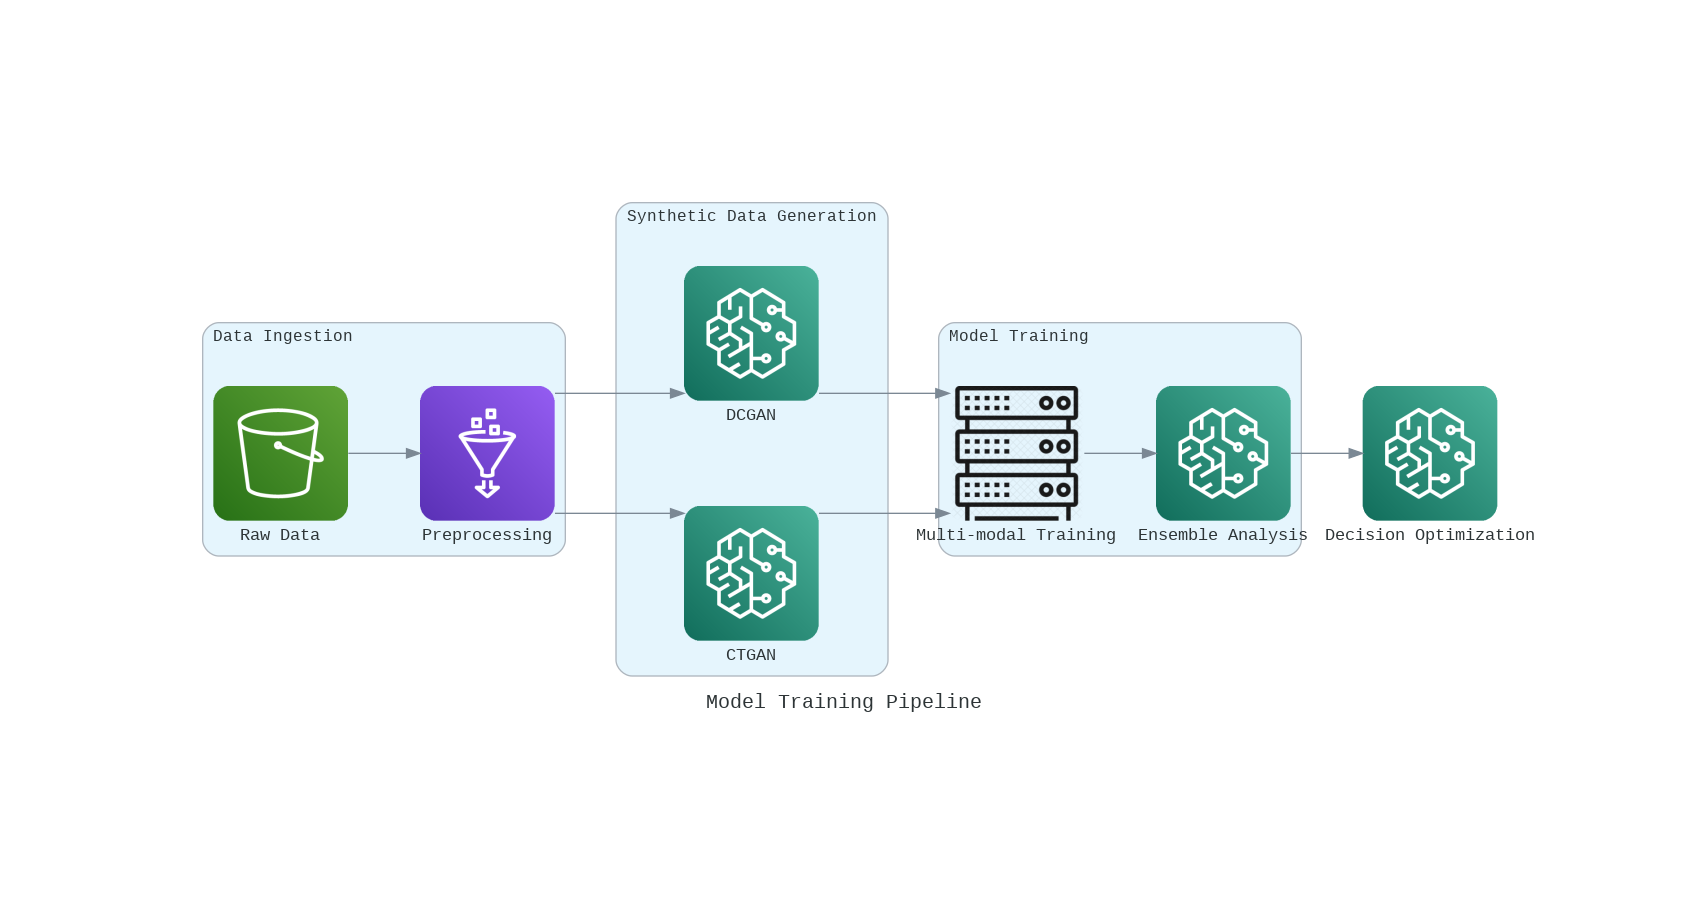 Synthetic Data Generation
DCGAN
CTGAN
Data Ingestion
Raw Data
Preprocessing
Model Training
Multi-modal Training
Ensemble Analysis
Decision Optimization
Model Training Pipeline